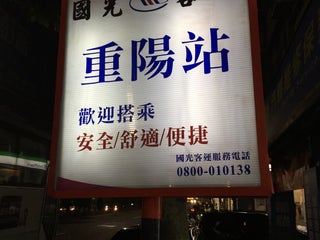 國光 客
重陽站
歡迎搭乘
安全/舒適/便捷
國光客運服務電話
0800-010138